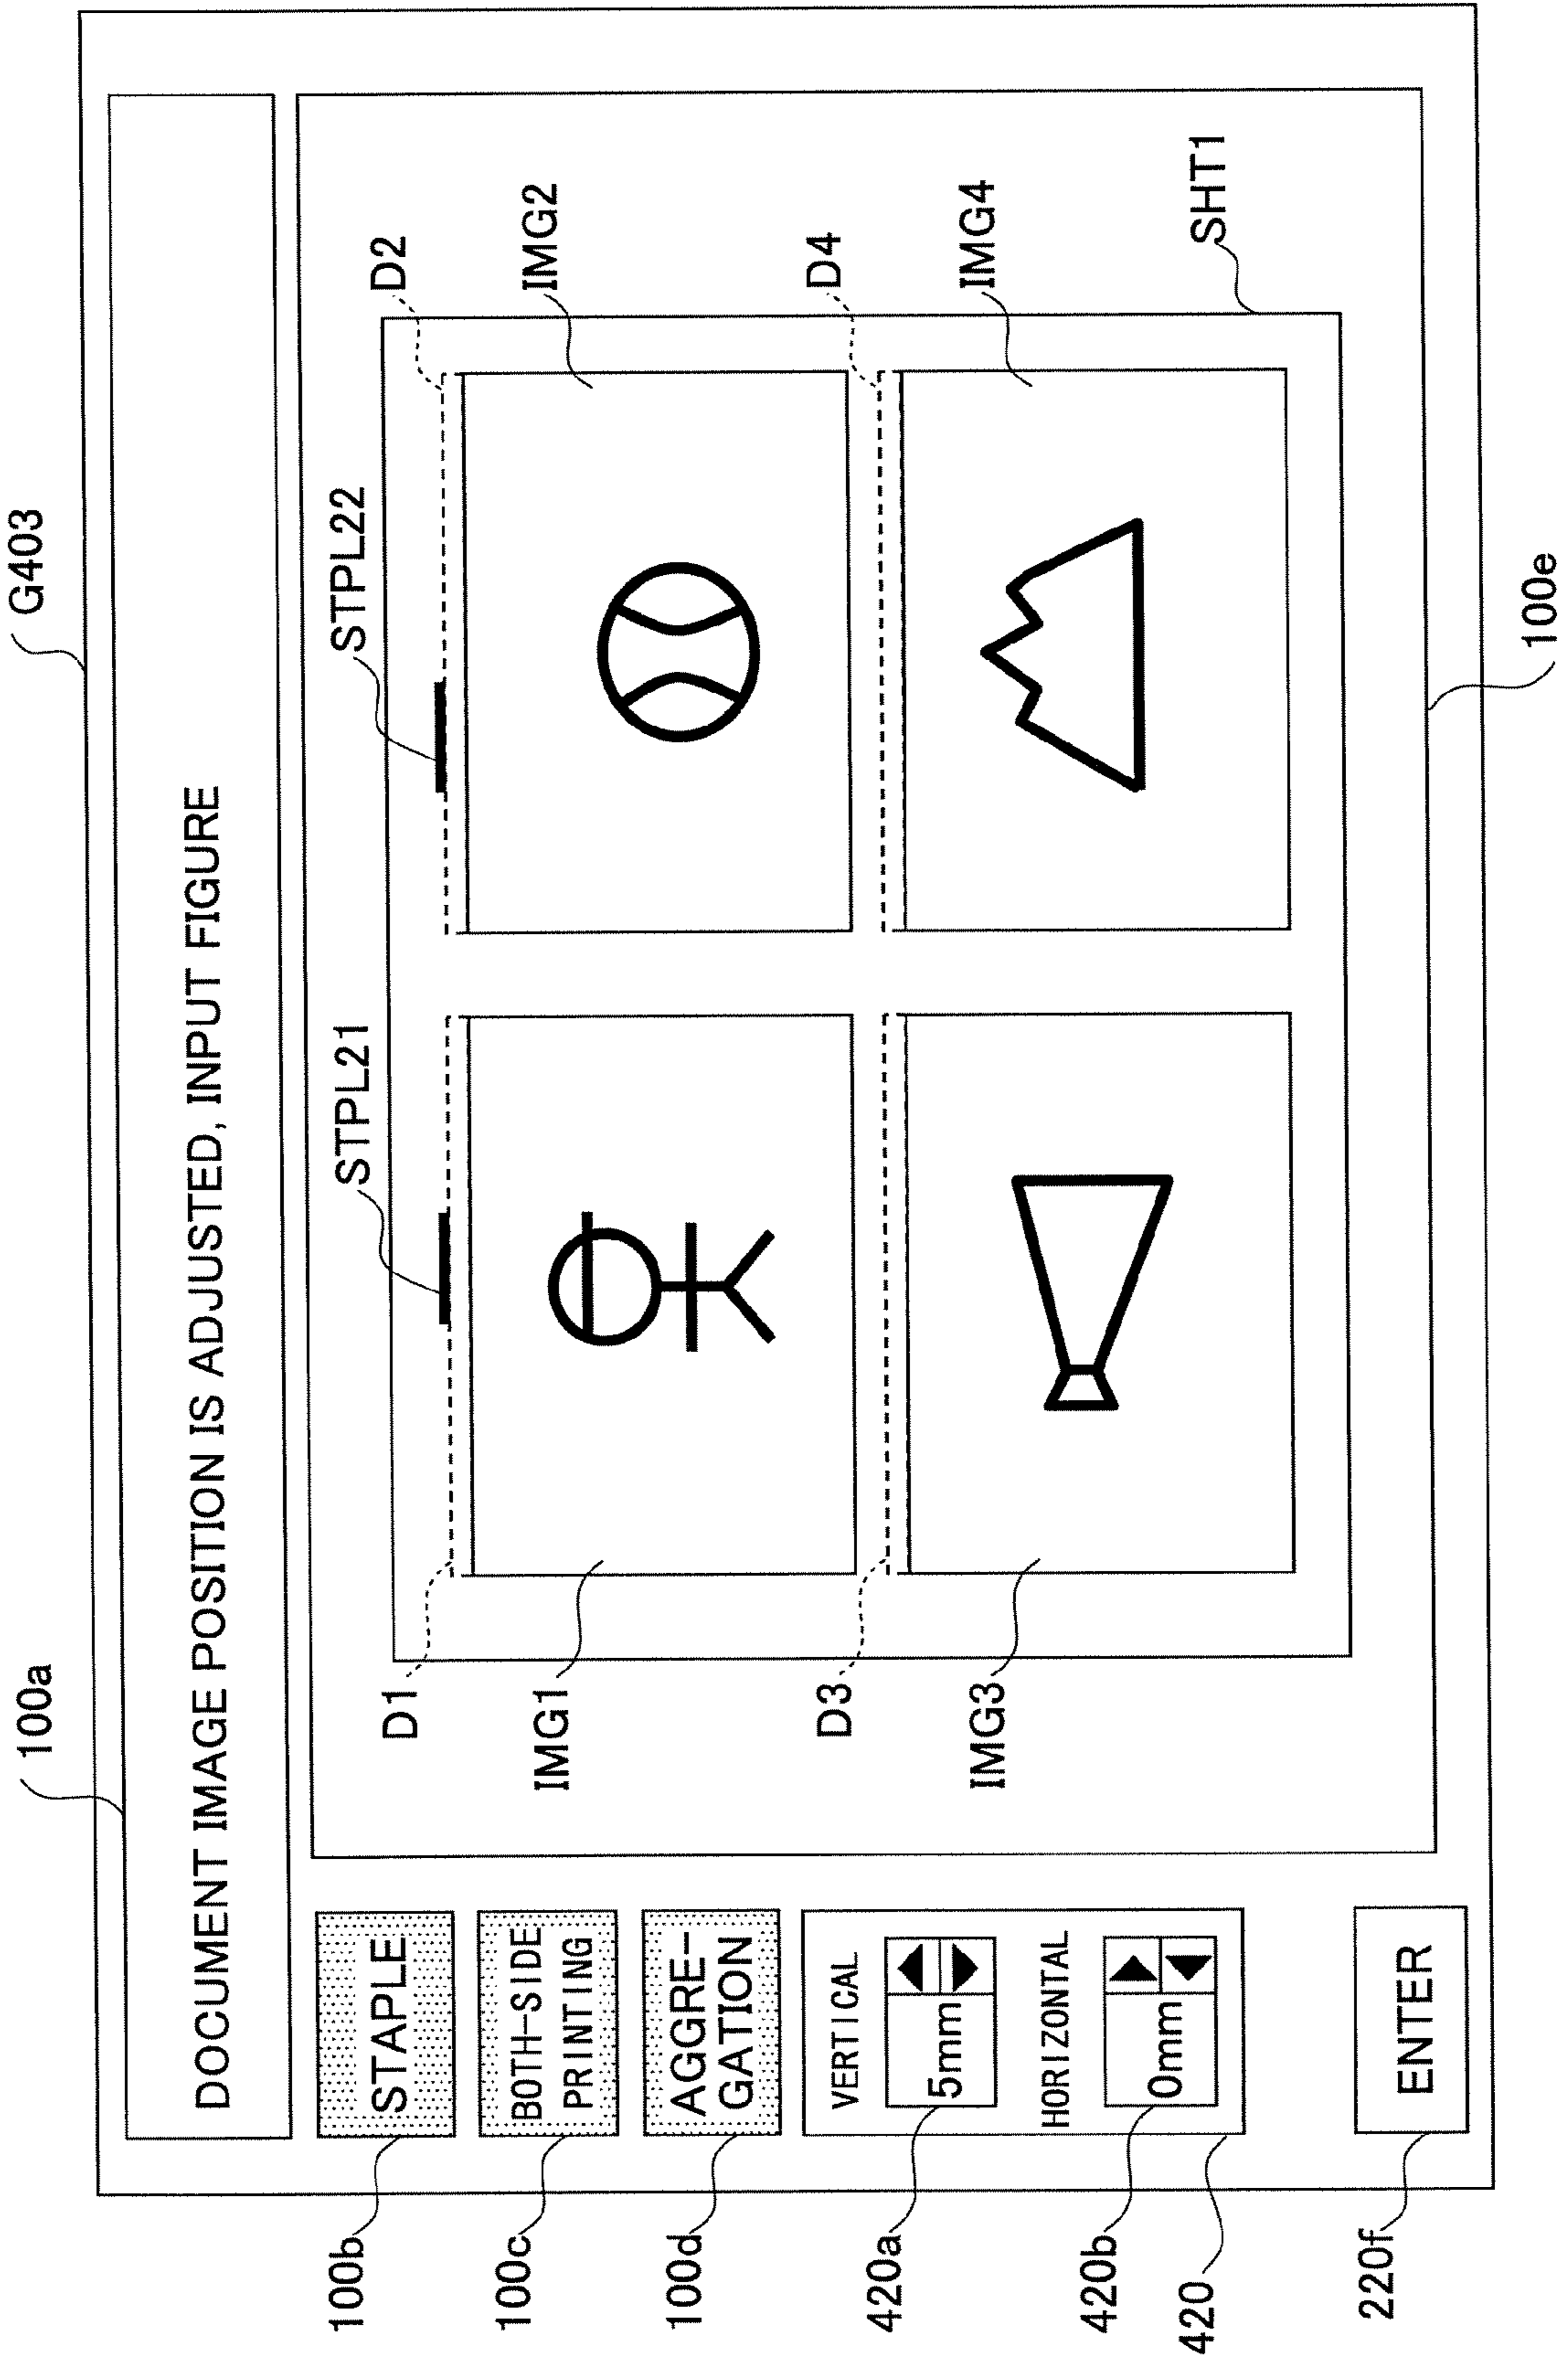 G403
100a
DOCUMENT IMAGE POSITION IS ADJUSTED, INPUT FIGURE
100b
STAPLE
100c
BOTH-SIDE
PRINTING
100d
AGGRE-
GATION
420a
VERTICAL
5mm
420b
HORIZONTAL
0mm
420
220f
ENTER
STPL21
STPL22
D1
D2
IMG1
IMG2
D3
D4
IMG3
IMG4
SHT1
100e